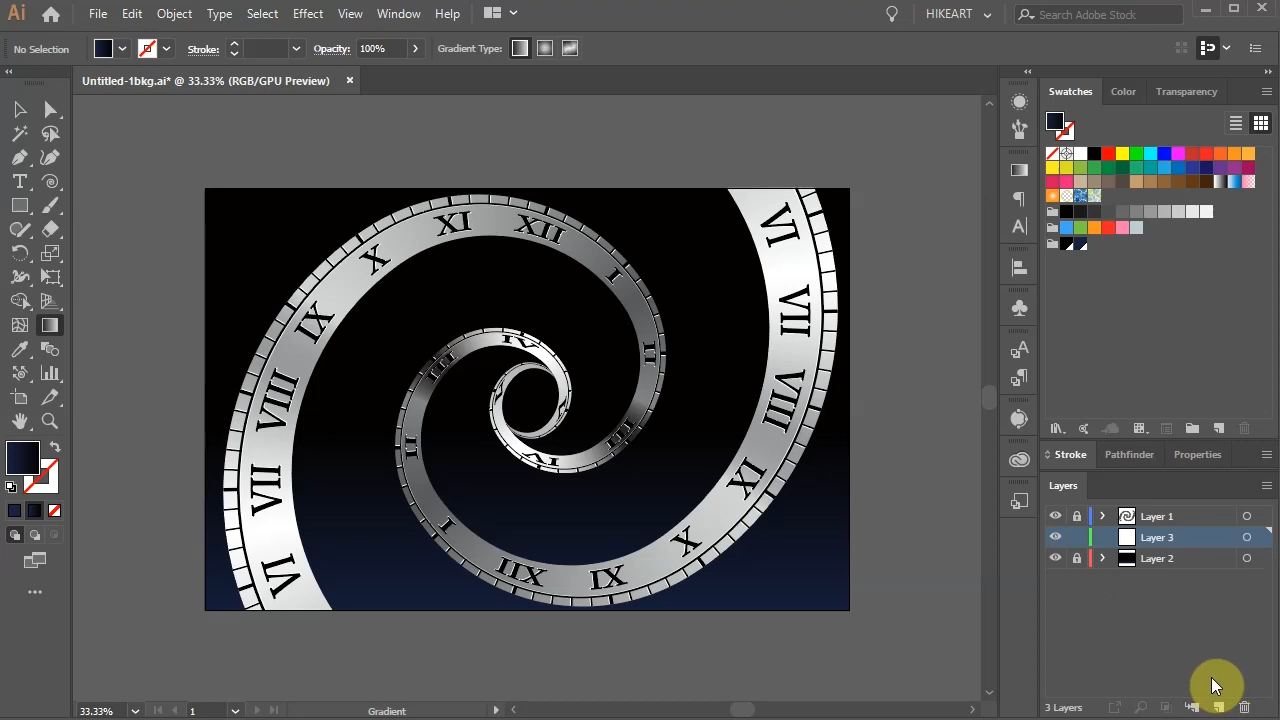 Ai File Edit Object Type Select Effect View Window Help HIKEART Search Adobe Stock
No Selection Stroke: Opacity: 100% Gradient Type:
Untitled-1bkg.ai* @ 33.33% (RGB/GPU Preview) ×
Swatches Color Transparency
XI XII VI
X I
IX VII
IV
III II
VIII VIII
II III
IV
VII IX
I X
VI XII XI
Stroke Pathfinder Properties
Layers
Layer 1
Layer 3
Layer 2
33.33% 1 Gradient 3 Layers